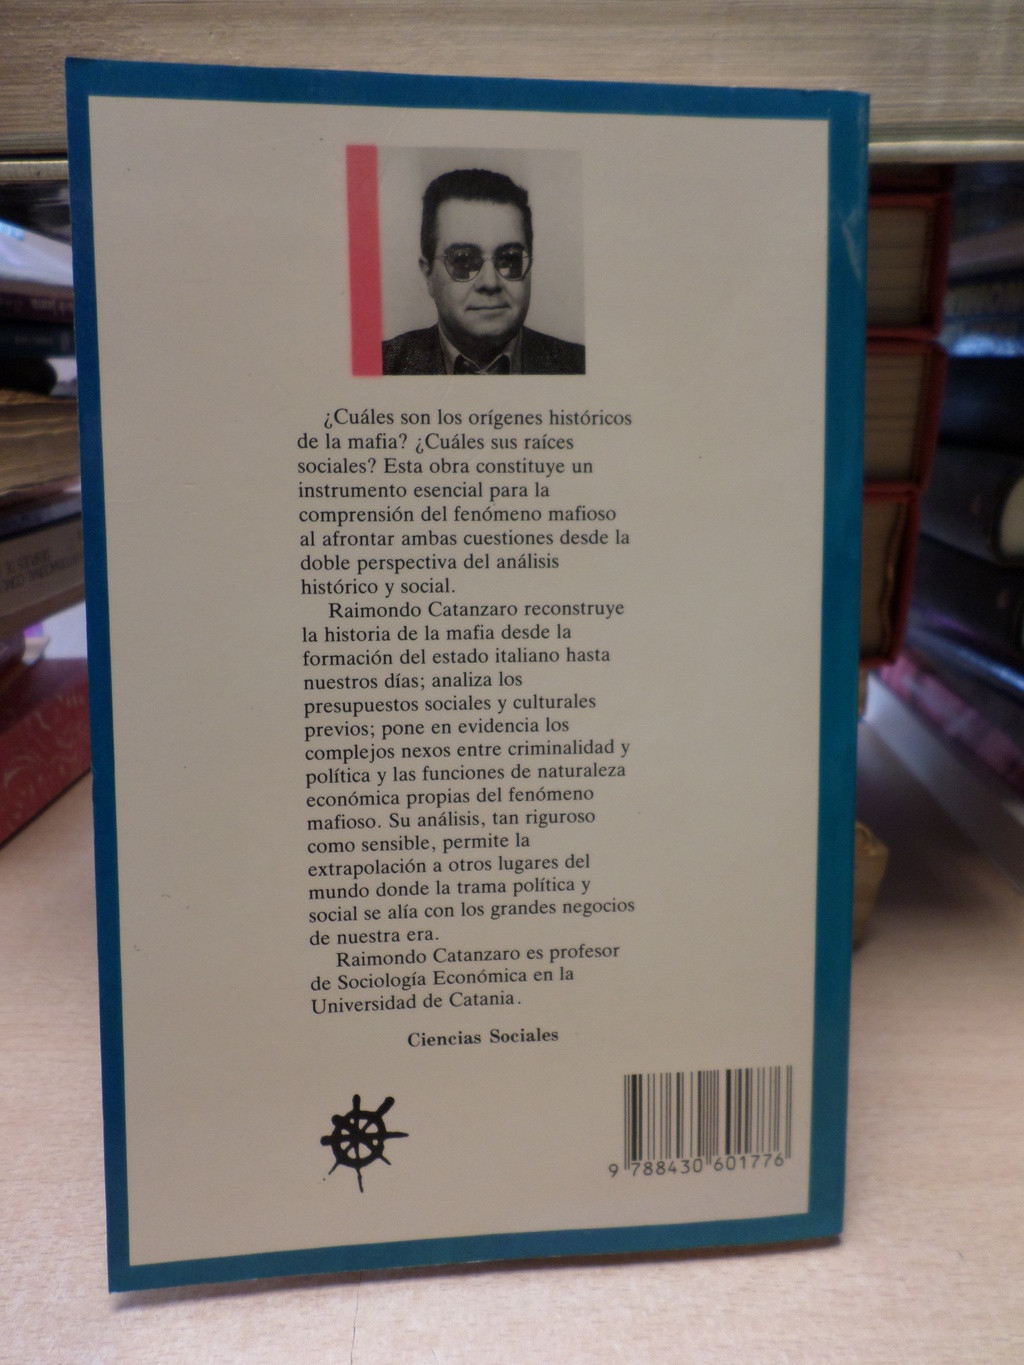 ¿Cuáles son los orígenes históricos
de la mafia? ¿Cuáles sus raíces
sociales? Esta obra constituye un
instrumento esencial para la
comprensión del fenómeno mafioso
al afrontar ambas cuestiones desde la
doble perspectiva del análisis
histórico y social.
Raimondo Catanzaro reconstruye
la historia de la mafia desde la
formación del estado italiano hasta
nuestros días; analiza los
presupuestos sociales y culturales
previos; pone en evidencia los
complejos nexos entre criminalidad y
política y las funciones de naturaleza
económica propias del fenómeno
mafioso. Su análisis, tan riguroso
como sensible, permite la
extrapolación a otros lugares del
mundo donde la trama política y
social se alía con los grandes negocios
de nuestra era.
Raimondo Catanzaro es profesor
de Sociología Económica en la
Universidad de Catania.
Ciencias Sociales
9 788430 601776